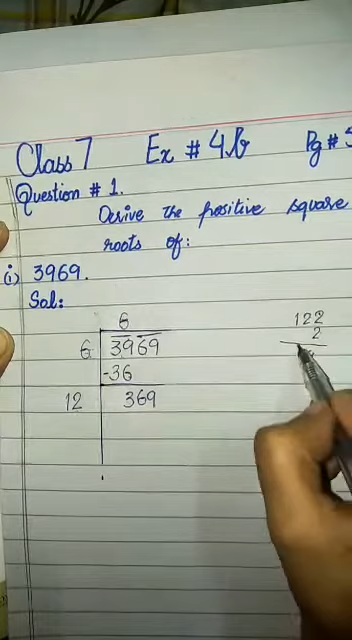 Class 7 Ex # 4.b Pg #
Question # 1.
Derive the positive square
roots of:
i) 3969.
Sol:
6
6 3969
-36
12 369
122
2